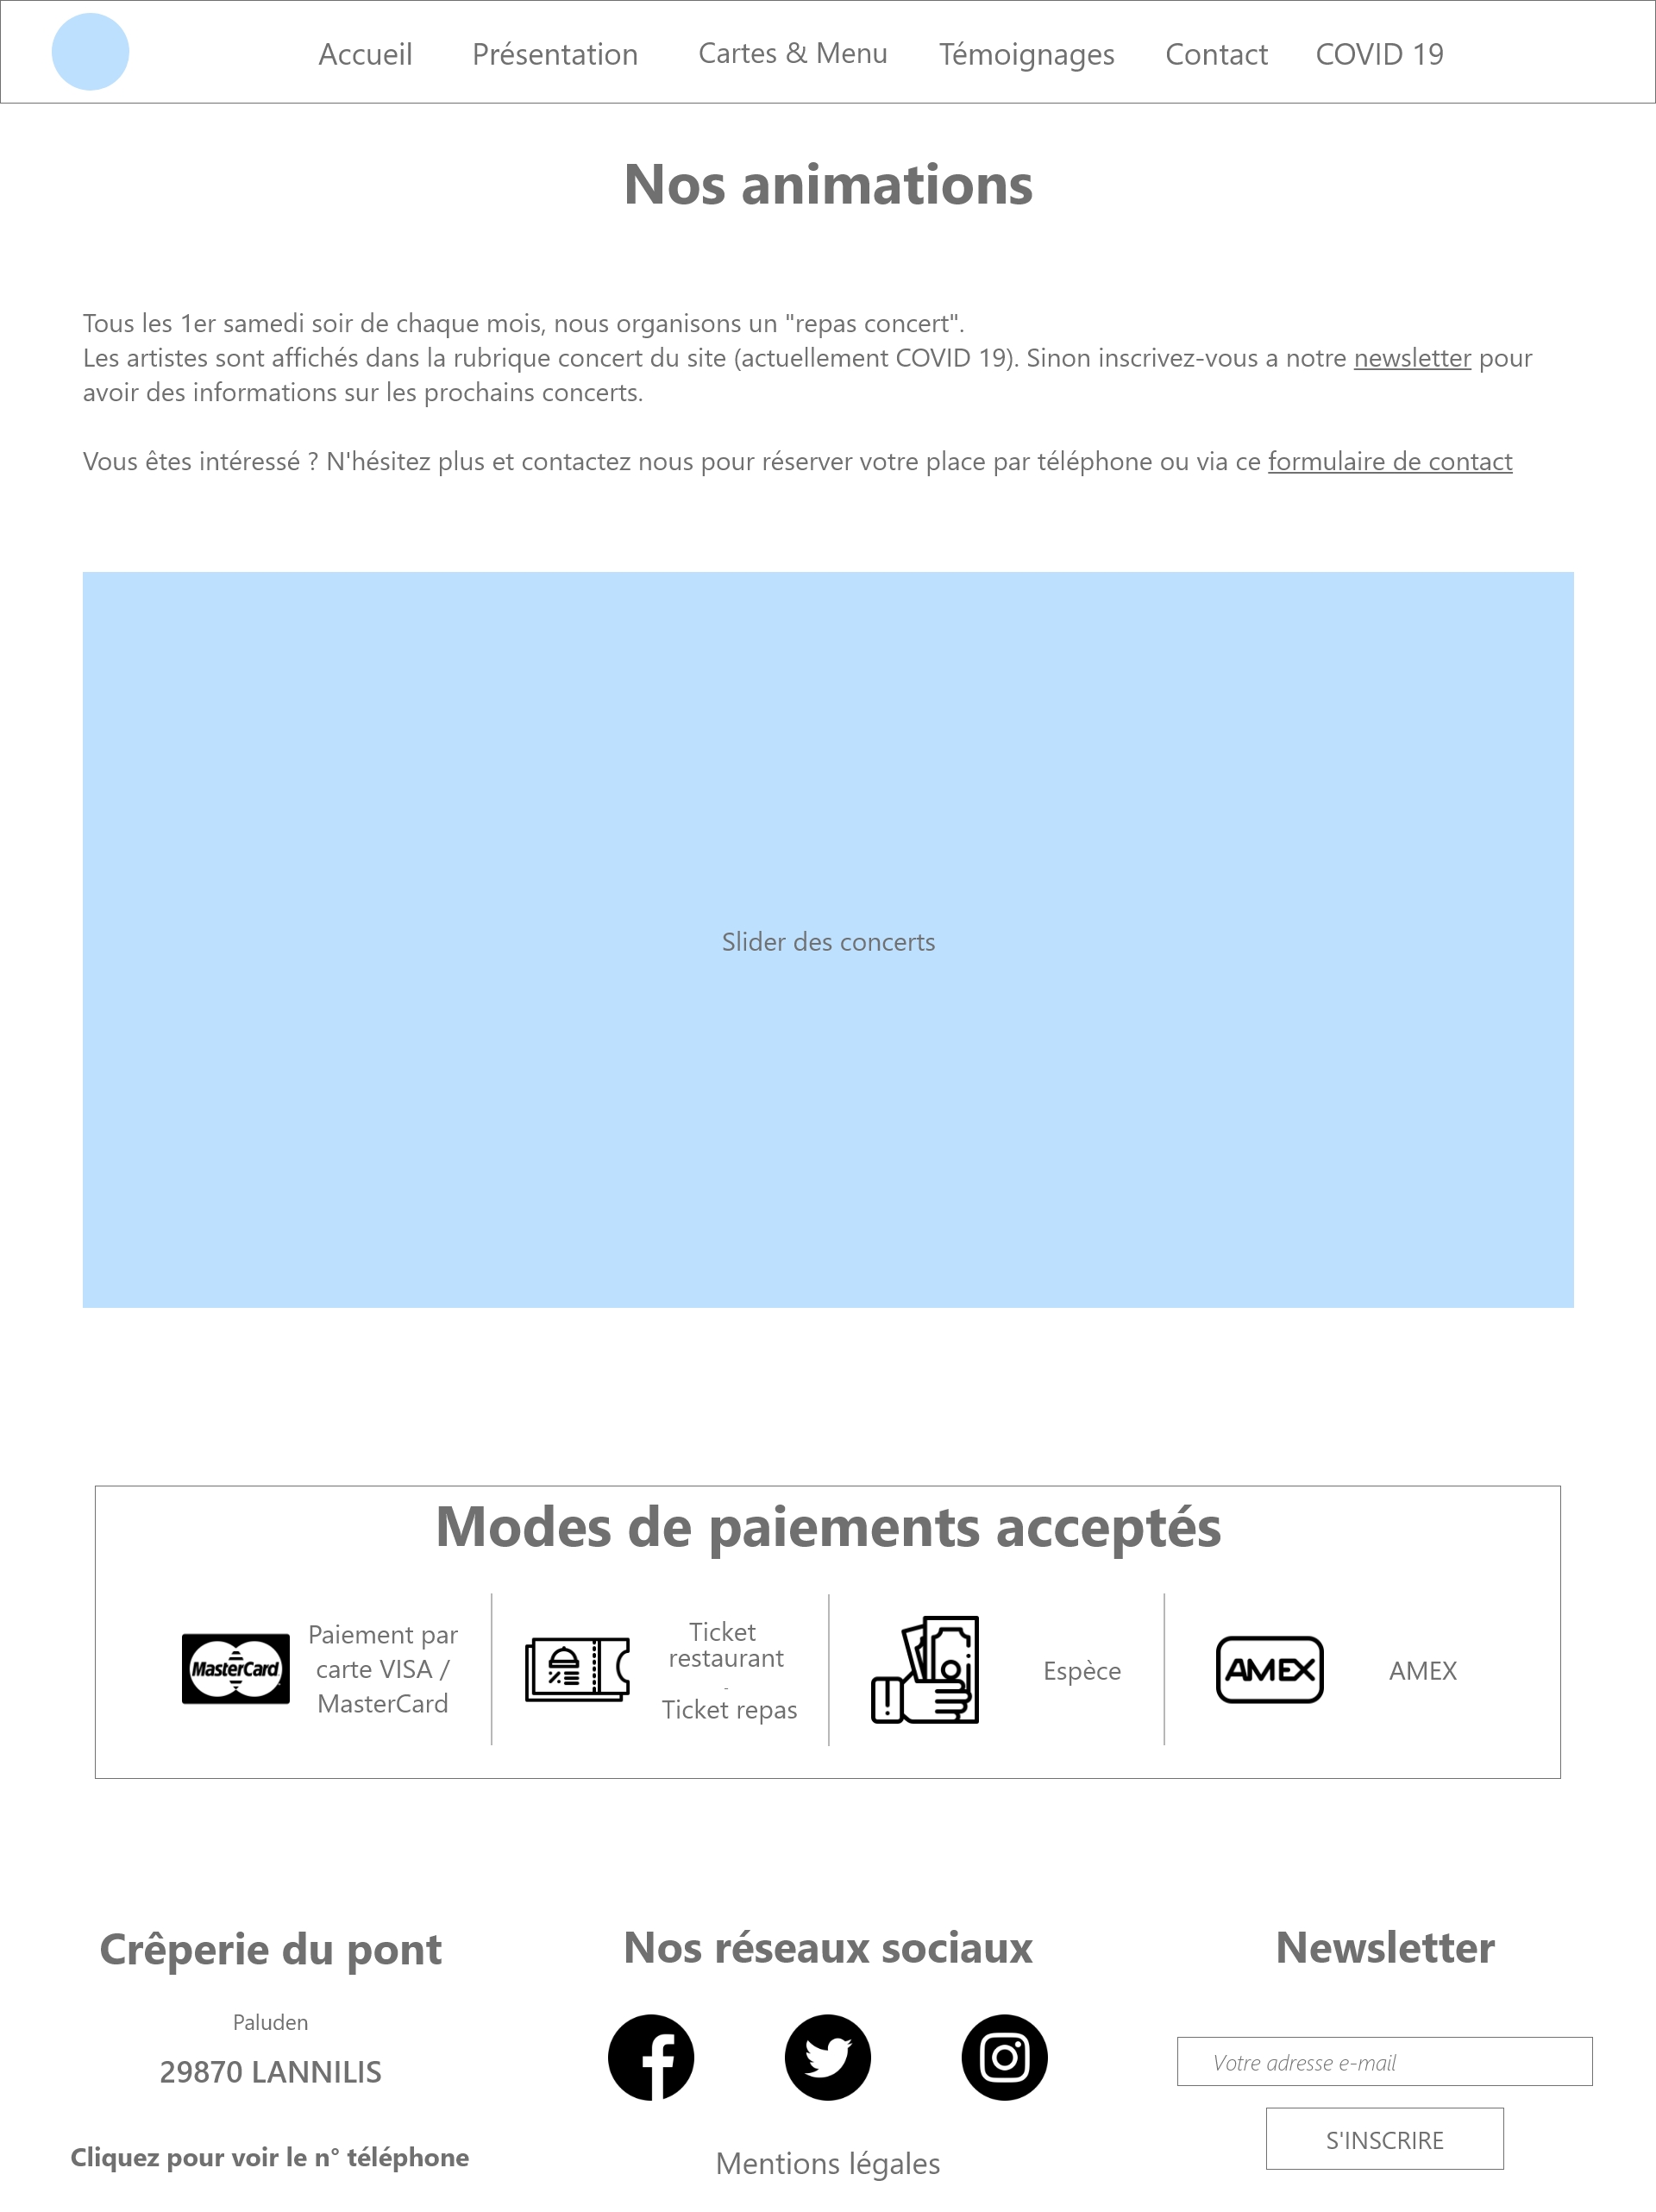 Accueil Présentation Cartes & Menu Témoignages Contact COVID 19
Nos animations
Tous les 1er samedi soir de chaque mois, nous organisons un "repas concert".
Les artistes sont affichés dans la rubrique concert du site (actuellement COVID 19). Sinon inscrivez-vous a notre newsletter pour
avoir des informations sur les prochains concerts.
Vous êtes intéressé ? N'hésitez plus et contactez nous pour réserver votre place par téléphone ou via ce formulaire de contact
Slider des concerts
Modes de paiements acceptés
MasterCard
Paiement par
carte VISA /
MasterCard
Ticket
restaurant
-
Ticket repas
Espèce
AMEX
AMEX
Crêperie du pont
Paluden
29870 LANNILIS
Cliquez pour voir le n° téléphone
Nos réseaux sociaux
Mentions légales
Newsletter
Votre adresse e-mail
S'INSCRIRE